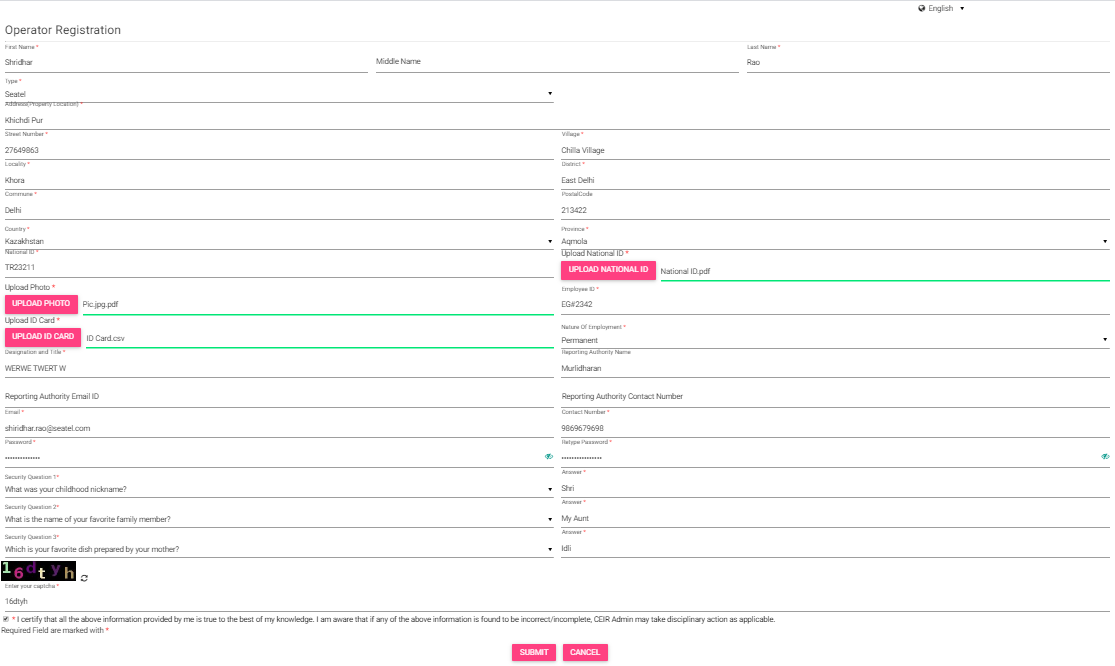 English
Operator Registration
First Name * Last Name *
Shridhar Middle Name Rao
Type *
Seatel
Address(Property Location) *
Khichdi Pur
Street Number * Village *
27649863 Chilla Village
Locality * District *
Khora East Delhi
Commune * PostalCode
Delhi 213422
Country * Province *
Kazakhstan Aqmola
National ID * Upload National ID *
TR23211 UPLOAD NATIONAL ID National ID.pdf
Upload Photo * Employee ID *
UPLOAD PHOTO Pic.jpg.pdf EG#2342
Upload ID Card * Nature Of Employment *
UPLOAD ID CARD ID Card.csv Permanent
Designation and Title * Reporting Authority Name
WERWE TWERT W Murlidharan
Reporting Authority Email ID Reporting Authority Contact Number
Email * Contact Number *
shiridhar.rao@seatel.com 9869679698
Password * Retype Password *
Security Question 1* Answer *
What was your childhood nickname? Shri
Security Question 2* Answer *
What is the name of your favorite family member? My Aunt
Security Question 3* Answer *
Which is your favorite dish prepared by your mother? Idli
16dtyh
Enter your captcha *
16dtyh
* I certify that all the above information provided by me is true to the best of my knowledge. I am aware that if any of the above information is found to be incorrect/incomplete, CEIR Admin may take disciplinary action as applicable.
Required Field are marked with *
SUBMIT CANCEL